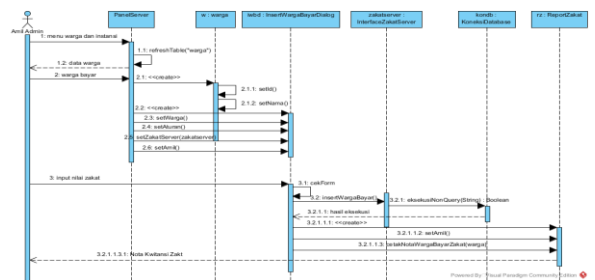 PanelServer
w : warga
iwbd : InsertWargaBayarDialog
zakatserver : InterfaceZakatServer
kondb : KoneksiDatabase
rz : ReportZakat
Amil Admin
1: menu warga dan instansi
1.1: refreshTable("warga")
1.2: data warga
2: warga bayar
2.1: <<create>>
2.1.1: setId()
2.1.2: setNama()
2.2: <<create>>
2.3: setWarga()
2.4: setAturan()
2.5: setZakatServer(zakatserver)
2.6: setAmil()
3: input nilai zakat
3.1: cekForm
3.2: insertWargaBayar()
3.2.1: eksekusiNonQuery(String) : Boolean
3.2.1.1: hasil eksekusi
3.2.1.1.1: <<create>>
3.2.1.1.2: setAmil()
3.2.1.1.3: cetakNotaWargaBayarZakat(warga)
3.2.1.1.3.1: Nota Kwitansi Zakt
Powered By Visual Paradigm Community Edition